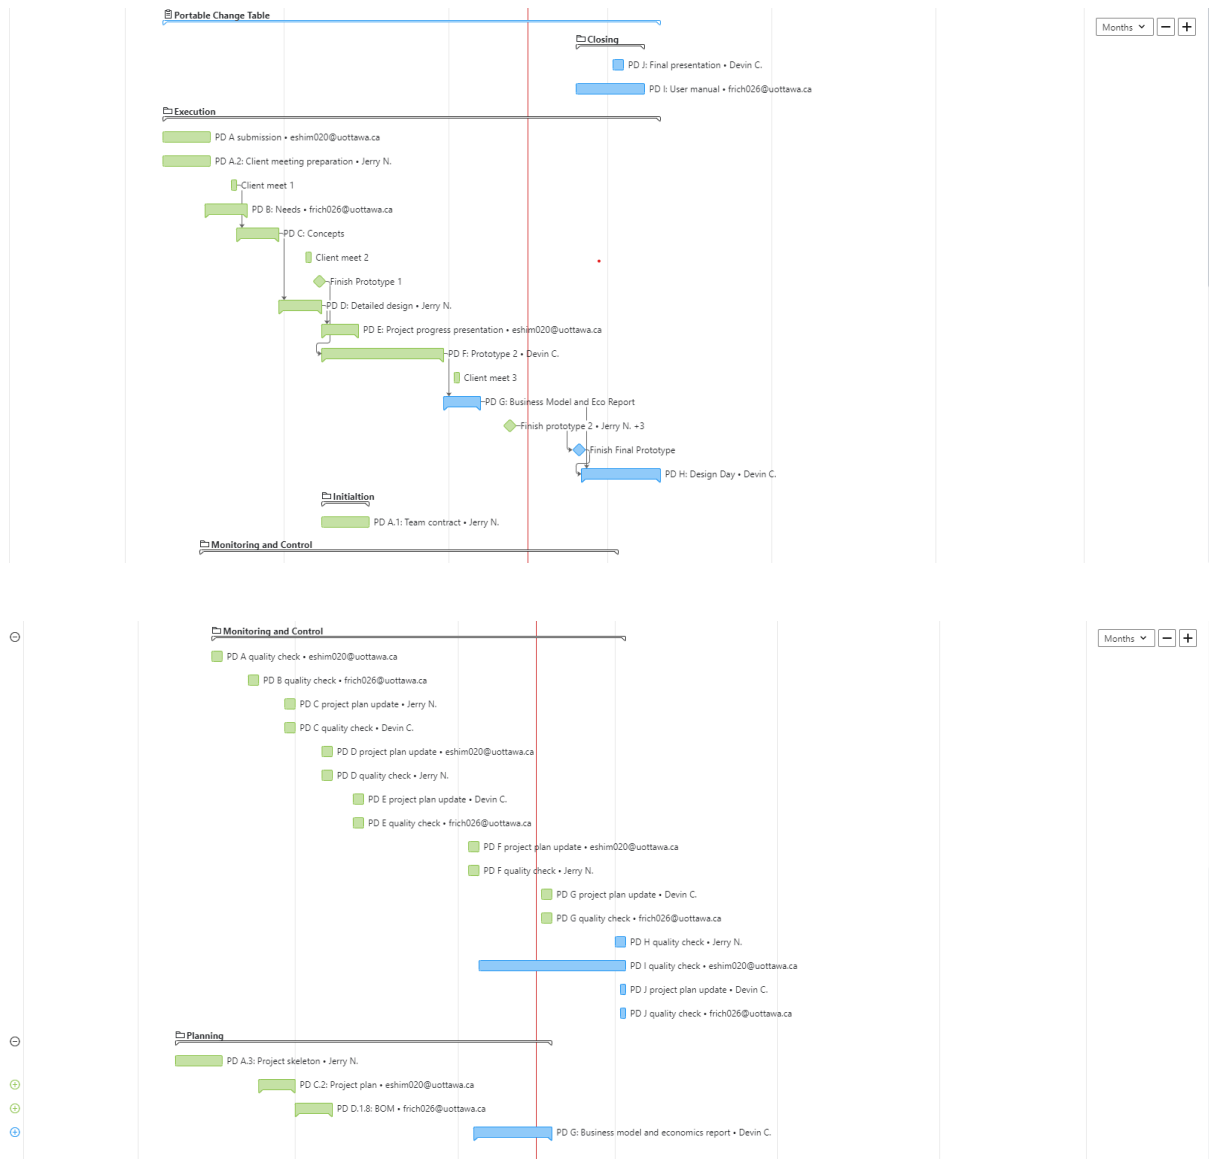 Portable Change Table
Months
Closing
PD J: Final presentation • Devin C.
PD I: User manual • frich026@uottawa.ca
Execution
PD A submission • eshim020@uottawa.ca
PD A.2: Client meeting preparation • Jerry N.
Client meet 1
PD B: Needs • frich026@uottawa.ca
PD C: Concepts
Client meet 2
Finish Prototype 1
PD D: Detailed design • Jerry N.
PD E: Project progress presentation • eshim020@uottawa.ca
PD F: Prototype 2 • Devin C.
Client meet 3
PD G: Business Model and Eco Report
Finish prototype 2 • Jerry N. +3
Finish Final Prototype
PD H: Design Day • Devin C.
Initialtion
PD A.1: Team contract • Jerry N.
Monitoring and Control
Monitoring and Control
Months
PD A quality check • eshim020@uottawa.ca
PD B quality check • frich026@uottawa.ca
PD C project plan update • Jerry N.
PD C quality check • Devin C.
PD D project plan update • eshim020@uottawa.ca
PD D quality check • Jerry N.
PD E project plan update • Devin C.
PD E quality check • frich026@uottawa.ca
PD F project plan update • eshim020@uottawa.ca
PD F quality check • Jerry N.
PD G project plan update • Devin C.
PD G quality check • frich026@uottawa.ca
PD H quality check • Jerry N.
PD I quality check • eshim020@uottawa.ca
PD J project plan update • Devin C.
PD J quality check • frich026@uottawa.ca
Planning
PD A.3: Project skeleton • Jerry N.
PD C.2: Project plan • eshim020@uottawa.ca
PD D.1.8: BOM • frich026@uottawa.ca
PD G: Business model and economics report • Devin C.